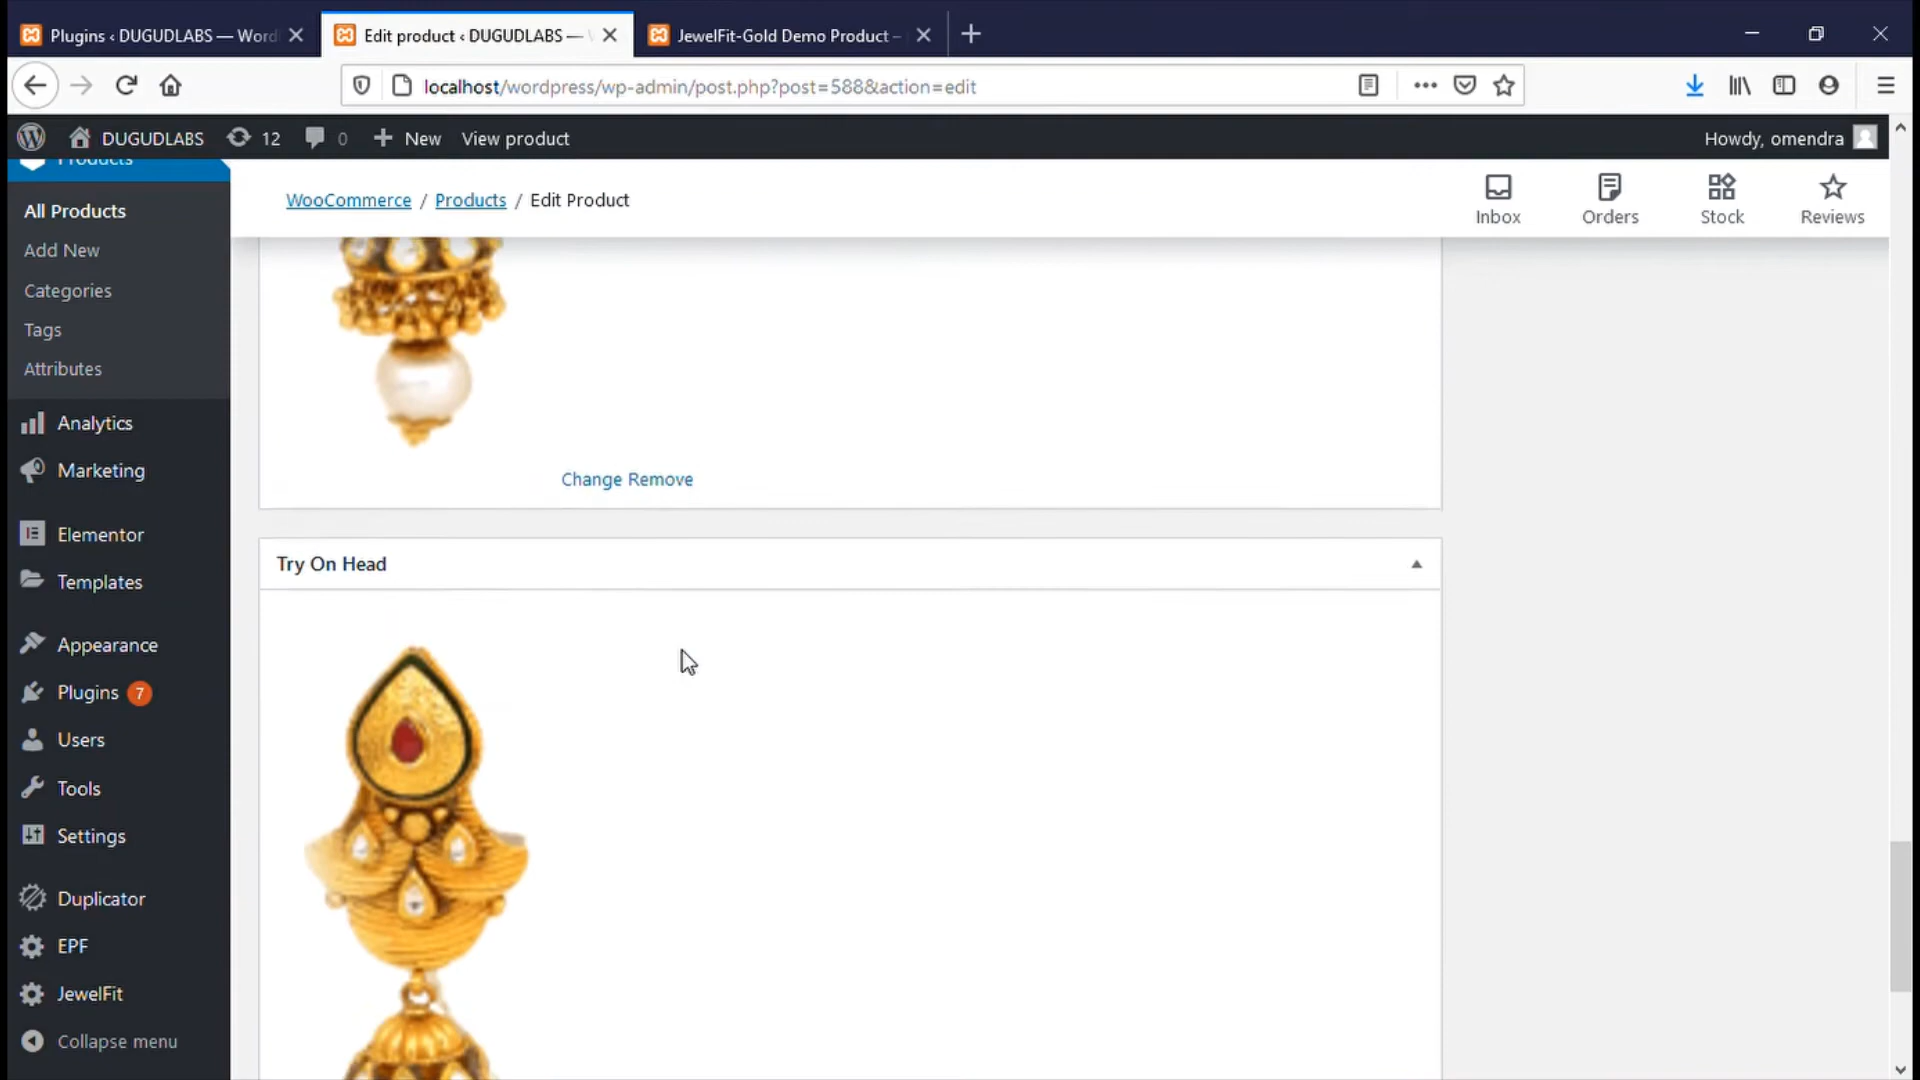 Plugins ‹ DUGUDLABS — Word
Edit product ‹ DUGUDLABS —
JewelFit-Gold Demo Product –
localhost/wordpress/wp-admin/post.php?post=588&action=edit
DUGUDLABS
12
0
New
View product
Howdy, omendra
Products
WooCommerce / Products / Edit Product
Inbox
Orders
Stock
Reviews
All Products
Add New
Categories
Tags
Attributes
Analytics
Marketing
Elementor
Templates
Appearance
Plugins 7
Users
Tools
Settings
Duplicator
EPF
JewelFit
Collapse menu
Change Remove
Try On Head